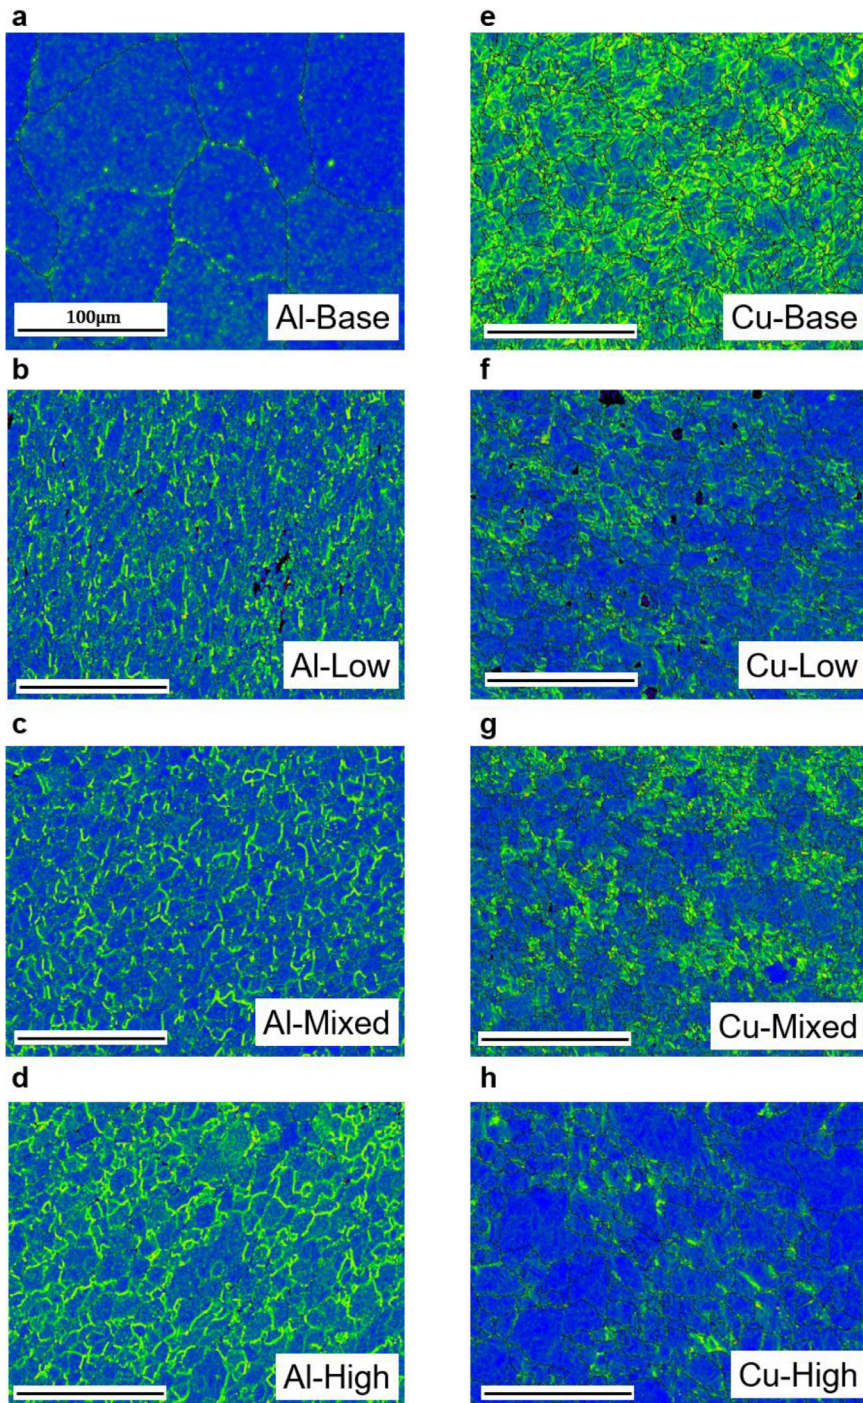 a
100μm
Al-Base
b
Al-Low
c
Al-Mixed
d
Al-High
e
Cu-Base
f
Cu-Low
g
Cu-Mixed
h
Cu-High